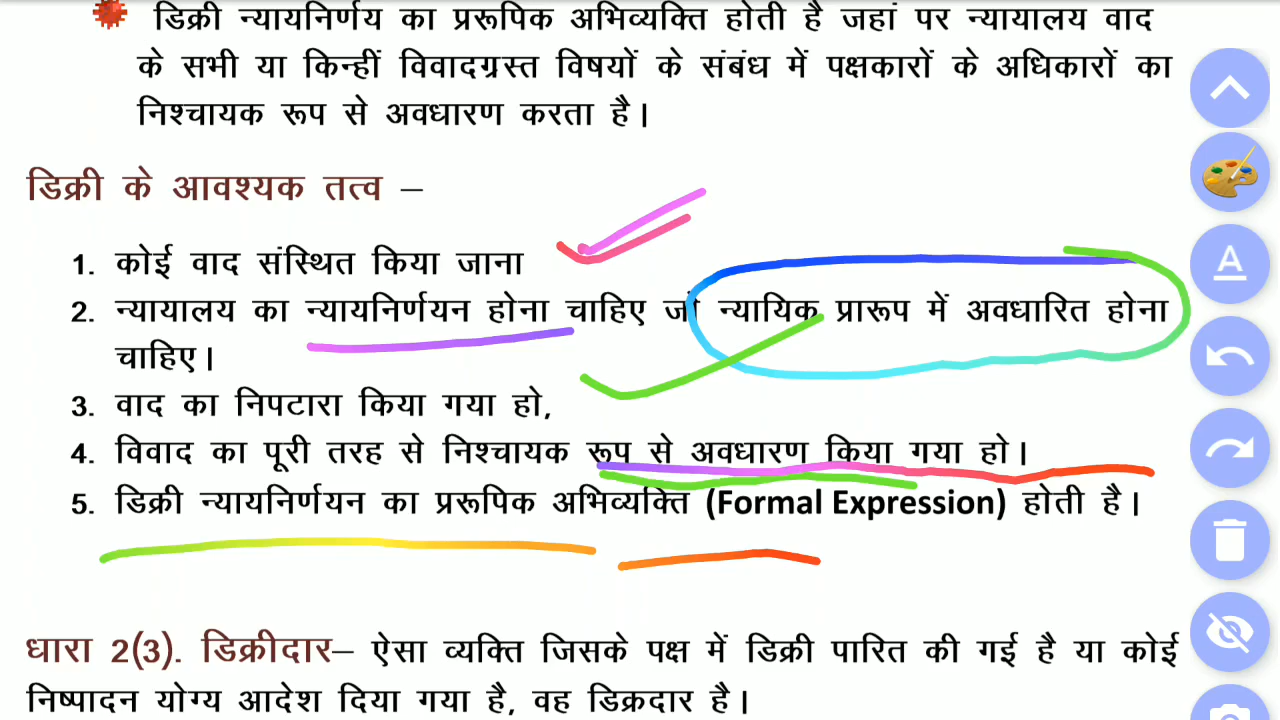 डिक्री न्यायनिर्णय का प्ररूपिक अभिव्यक्ति होती है जहां पर न्यायालय वाद
के सभी या किन्हीं विवादग्रस्त विषयों के संबंध में पक्षकारों के अधिकारों का
निश्चायक रूप से अवधारण करता है।
डिक्री के आवश्यक तत्व –
1. कोई वाद संस्थित किया जाना
2. न्यायालय का न्यायनिर्णयन होना चाहिए जो न्यायिक प्रारूप में अवधारित होना
चाहिए।
3. वाद का निपटारा किया गया हो,
4. विवाद का पूरी तरह से निश्चायक रूप से अवधारण किया गया हो।
5. डिक्री न्यायनिर्णयन का प्ररूपिक अभिव्यक्ति (Formal Expression) होती है।
धारा 2(3). डिक्रीदार– ऐसा व्यक्ति जिसके पक्ष में डिक्री पारित की गई है या कोई
निष्पादन योग्य आदेश दिया गया है, वह डिक्रदार है।
A